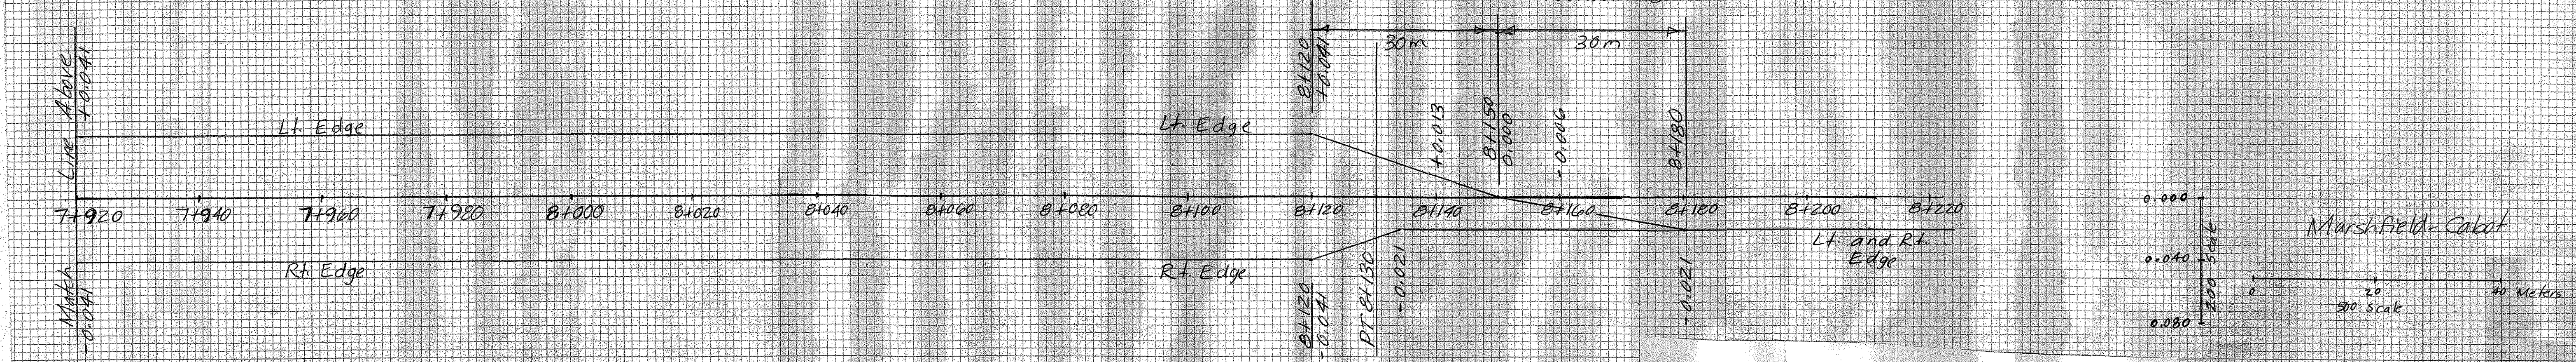 Match Line Above
+0.041
-0.041
Lt. Edge
Lt. Edge
8+120
+0.041
30m
30m
+0.013
8+150
0.000
-0.006
8+180
7+920 7+940 7+960 7+980 8+000 8+020 8+040 8+060 8+080 8+100 8+120 8+140 8+160 8+180 8+200 8+220
Rt. Edge
Rt. Edge
8+120
-0.041
PT 8+130
-0.021
-0.021
Lt. and Rt.
Edge
0.000
0.040
0.080
200 Scale
Marshfield-Cabot
0 20 40 Meters
500 Scale